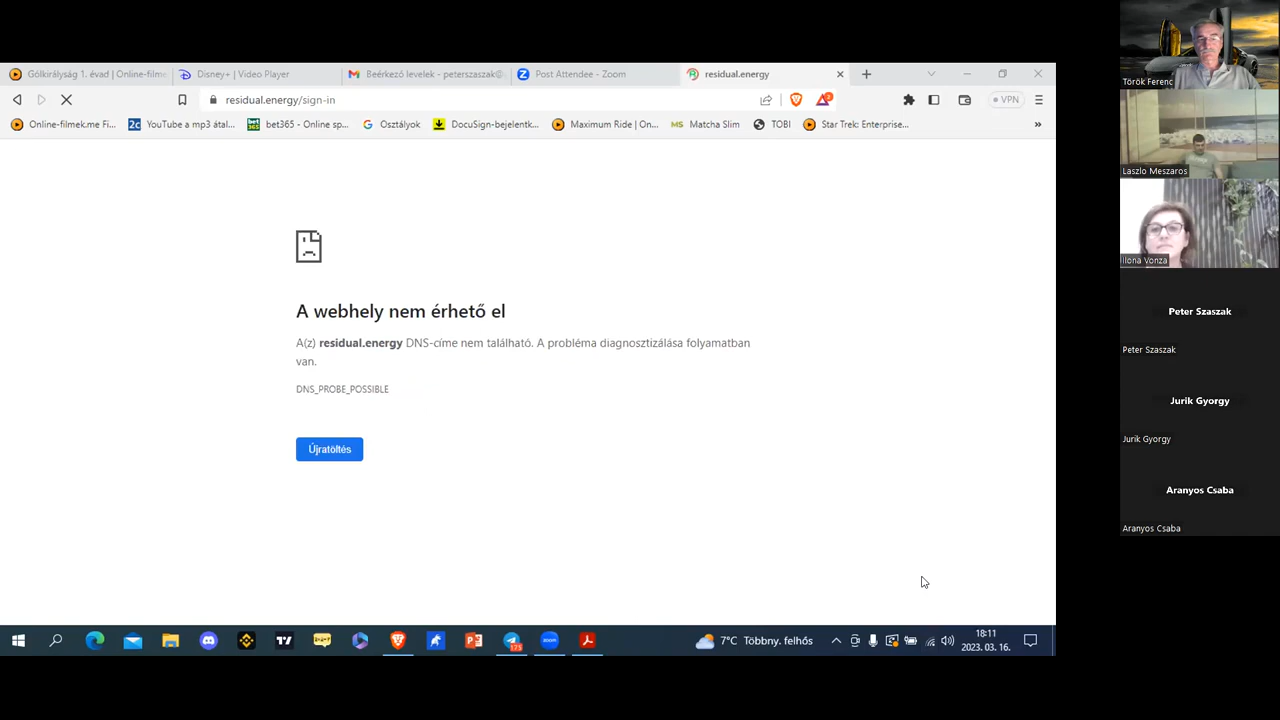 Gólkirályság 1. évad | Online-filme
Disney+ | Video Player
Beérkező levelek - peterszaszak@
Post Attendee - Zoom
residual.energy
residual.energy/sign-in
VPN
Online-filmek.me Fi...
YouTube a mp3 átal...
bet365 - Online sp...
Osztályok
DocuSign-bejelentk...
Maximum Ride | On...
MS Matcha Slim
TOBI
Star Trek: Enterprise...
A webhely nem érhető el
A(z) residual.energy DNS-címe nem található. A probléma diagnosztizálása folyamatban
van.
DNS_PROBE_POSSIBLE
Újratöltés
7°C Többny. felhős
18:11
2023. 03. 16.
Török Ferenc
Laszlo Meszaros
Ilona Vonza
Peter Szaszak
Peter Szaszak
Jurik Gyorgy
Jurik Gyorgy
Aranyos Csaba
Aranyos Csaba